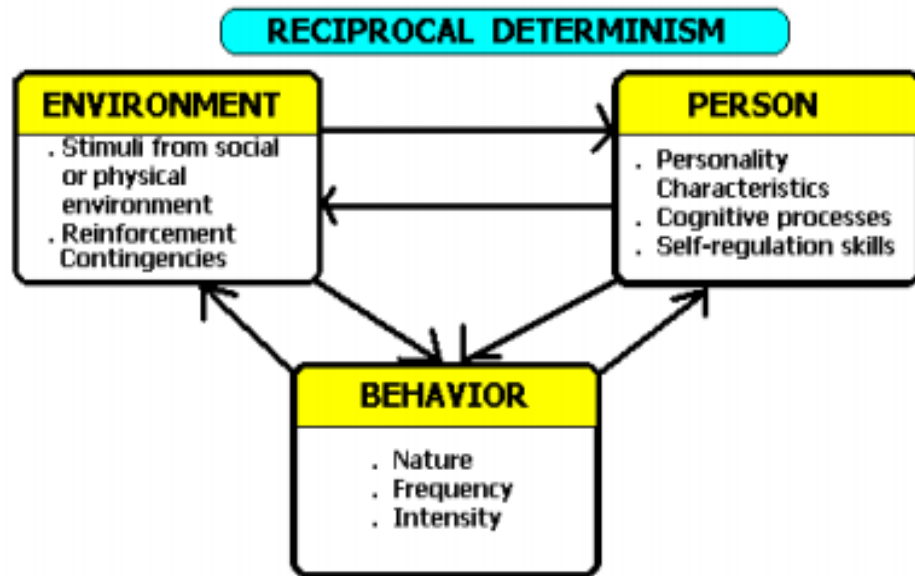 RECIPROCAL DETERMINISM
ENVIRONMENT
. Stimuli from social
or physical
environment
. Reinforcement
Contingencies
PERSON
. Personality
Characteristics
. Cognitive processes
. Self-regulation skills
BEHAVIOR
. Nature
. Frequency
. Intensity